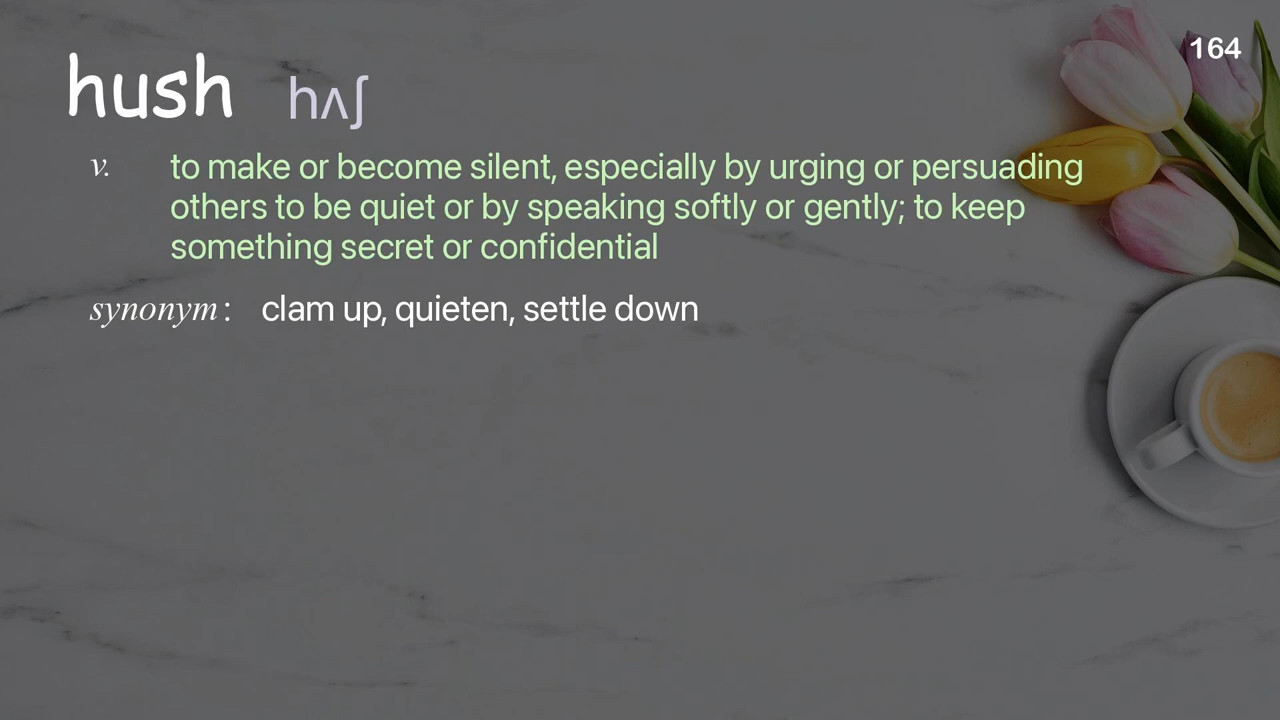 164
hush hʌʃ
v. to make or become silent, especially by urging or persuading
others to be quiet or by speaking softly or gently; to keep
something secret or confidential
synonym: clam up, quieten, settle down